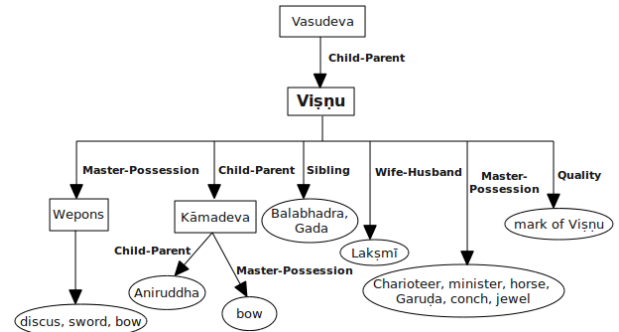 Vasudeva
Child-Parent
Viṣṇu
Master-Possession
Child-Parent
Sibling
Wife-Husband
Master-
Possession
Quality
Wepons
Kāmadeva
Balabhadra,
Gada
Lakṣmī
Charioteer, minister, horse,
Garuḍa, conch, jewel
mark of Viṣṇu
Child-Parent
Master-Possession
Aniruddha
bow
discus, sword, bow